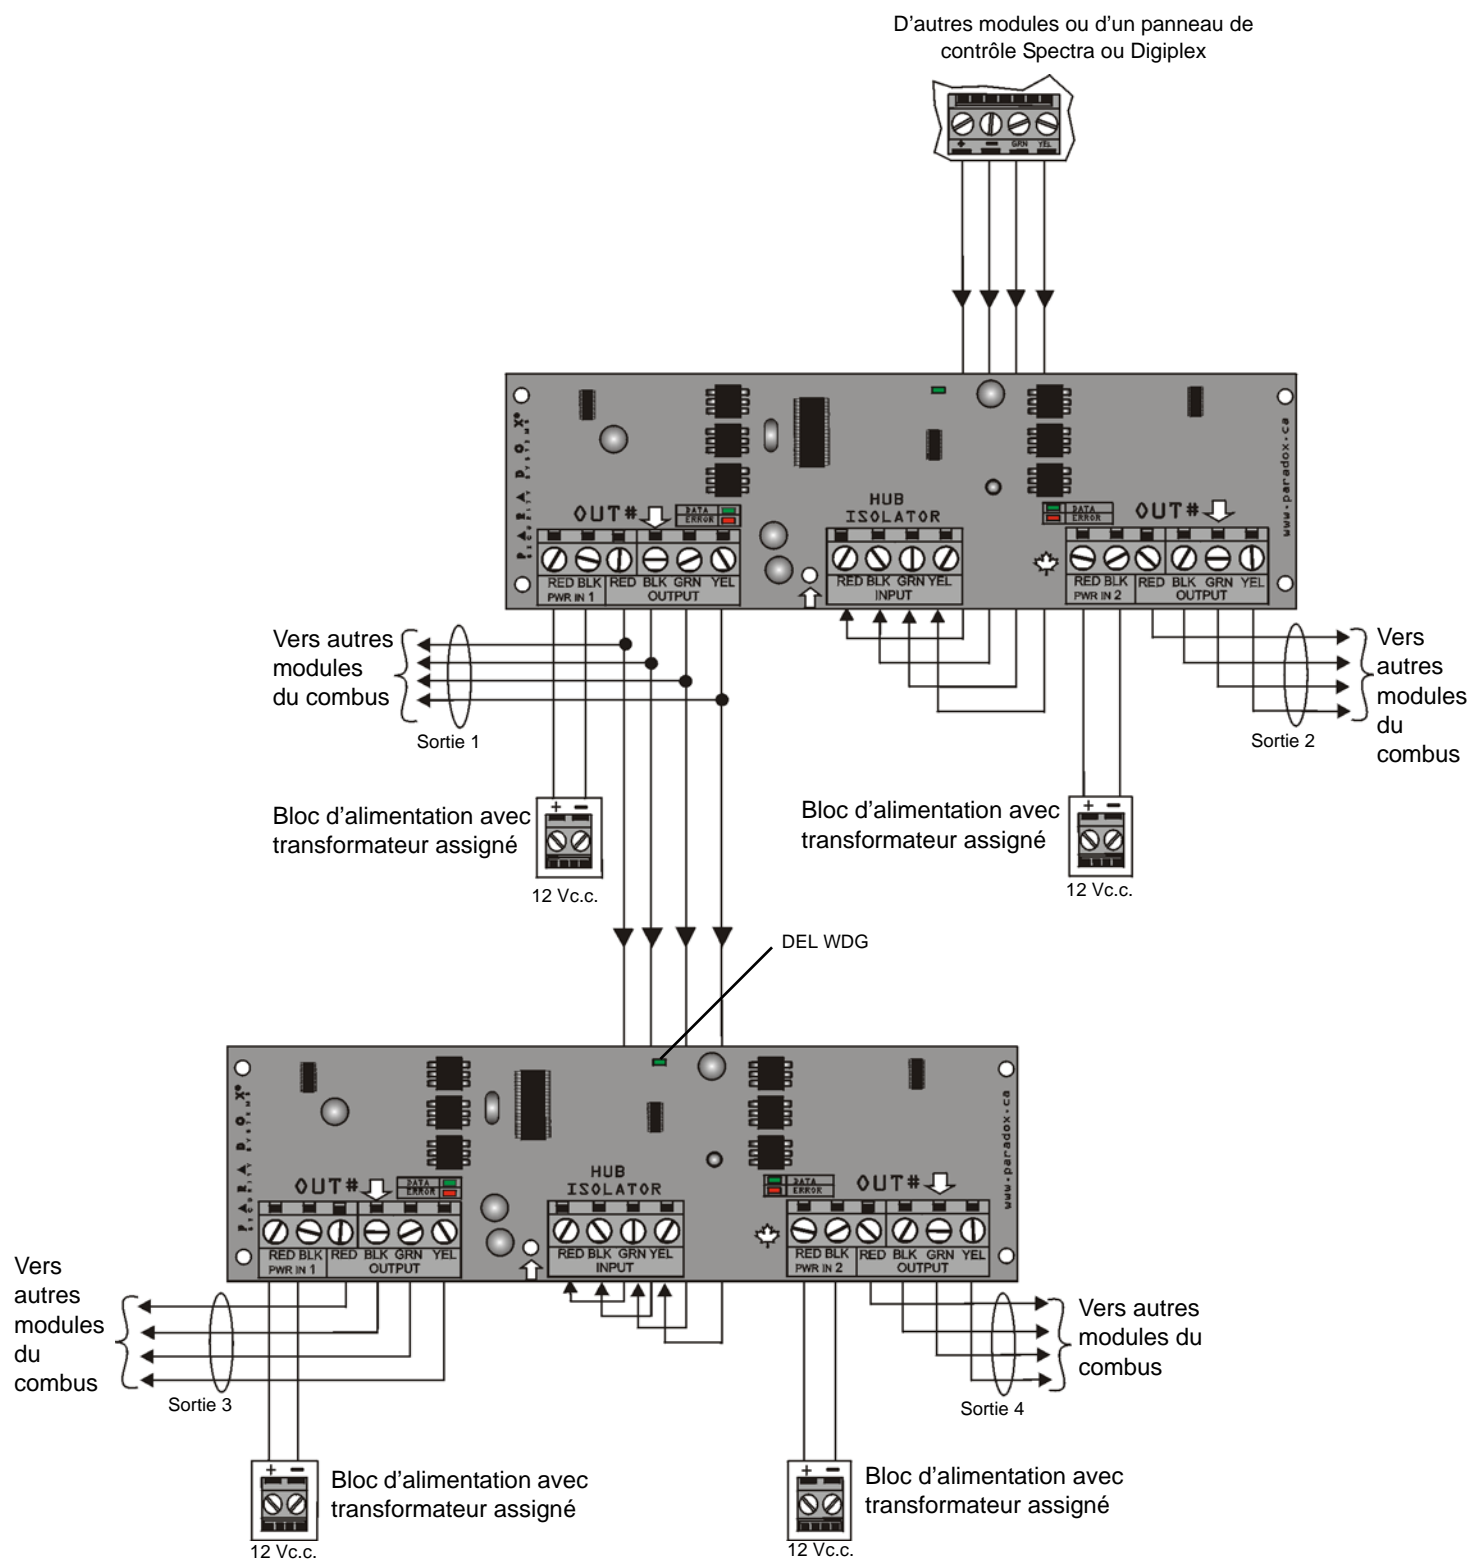 D'autres modules ou d'un panneau de
contrôle Spectra ou Digiplex
+ − GRN YEL
PARADOX®
SECURITY SYSTEMS
www.paradox.ca
HUB
ISOLATOR
OUT#
DATA
ERROR
DATA
ERROR
OUT#
RED BLK RED BLK GRN YEL
PWR IN 1 OUTPUT
RED BLK GRN YEL
INPUT
RED BLK RED BLK GRN YEL
PWR IN 2 OUTPUT
Vers autres
modules
du combus
Sortie 1
Vers
autres
modules
du
combus
Sortie 2
Bloc d'alimentation avec
transformateur assigné
+ −
12 Vc.c.
Bloc d'alimentation avec
transformateur assigné
+ −
12 Vc.c.
DEL WDG
PARADOX®
SECURITY SYSTEMS
www.paradox.ca
HUB
ISOLATOR
OUT#
DATA
ERROR
DATA
ERROR
OUT#
RED BLK RED BLK GRN YEL
PWR IN 1 OUTPUT
RED BLK GRN YEL
INPUT
RED BLK RED BLK GRN YEL
PWR IN 2 OUTPUT
Vers
autres
modules
du
combus
Sortie 3
Vers autres
modules du
combus
Sortie 4
+ −
Bloc d'alimentation avec
transformateur assigné
12 Vc.c.
+ −
Bloc d'alimentation avec
transformateur assigné
12 Vc.c.